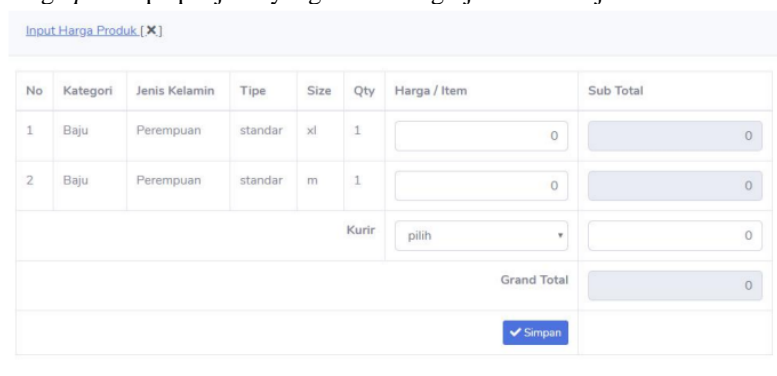 Input Harga Produk [✕]
No Kategori Jenis Kelamin Tipe Size Qty Harga / Item Sub Total
1 Baju Perempuan standar xl 1 0 0
2 Baju Perempuan standar m 1 0 0
Kurir pilih 0
Grand Total 0
✔ Simpan